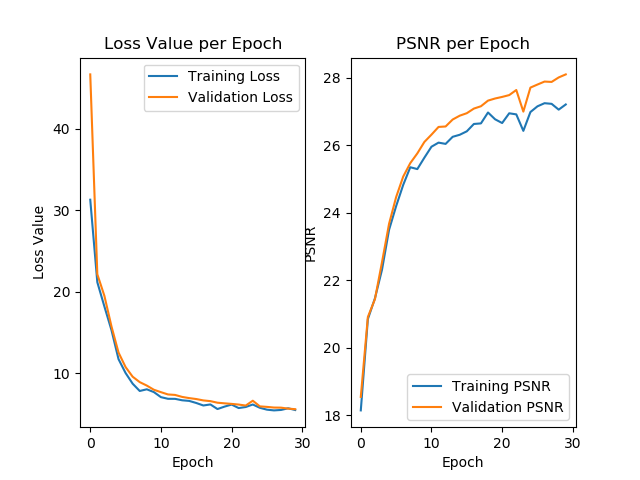 Loss Value per Epoch
Training Loss
Validation Loss
40
30
20
10
Loss Value
0
10
20
30
Epoch
PSNR per Epoch
28
26
24
22
20
18
PSNR
Training PSNR
Validation PSNR
0
10
20
30
Epoch